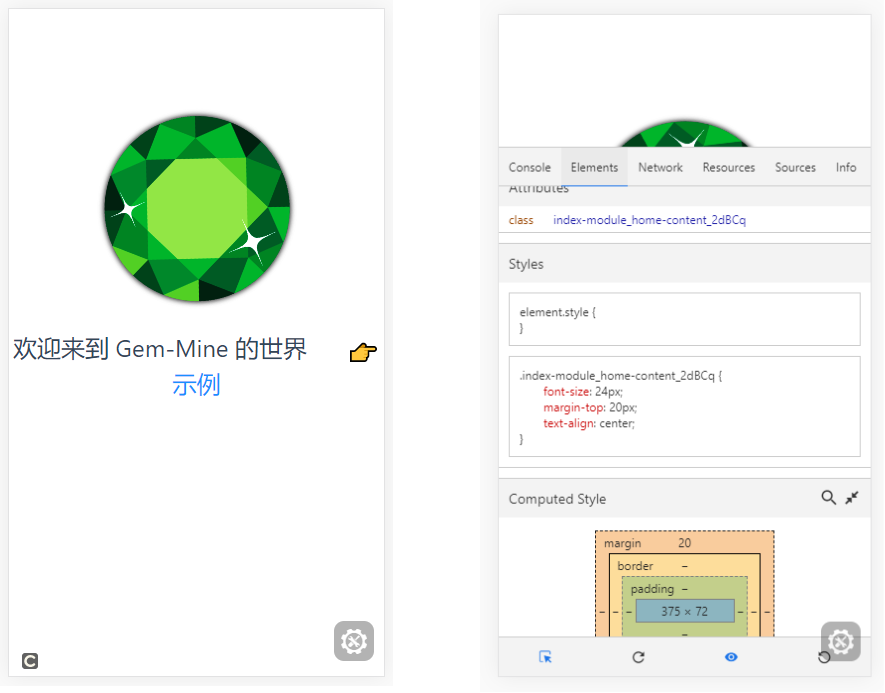 欢迎来到 Gem-Mine 的世界 👉
示例
C
Console Elements Network Resources Sources Info
Attributes
class index-module_home-content_2dBCq
Styles
element.style {
}
.index-module_home-content_2dBCq {
font-size: 24px;
margin-top: 20px;
text-align: center;
}
Computed Style
margin 20
border –
padding –
– – – 375 × 72 – – –
–